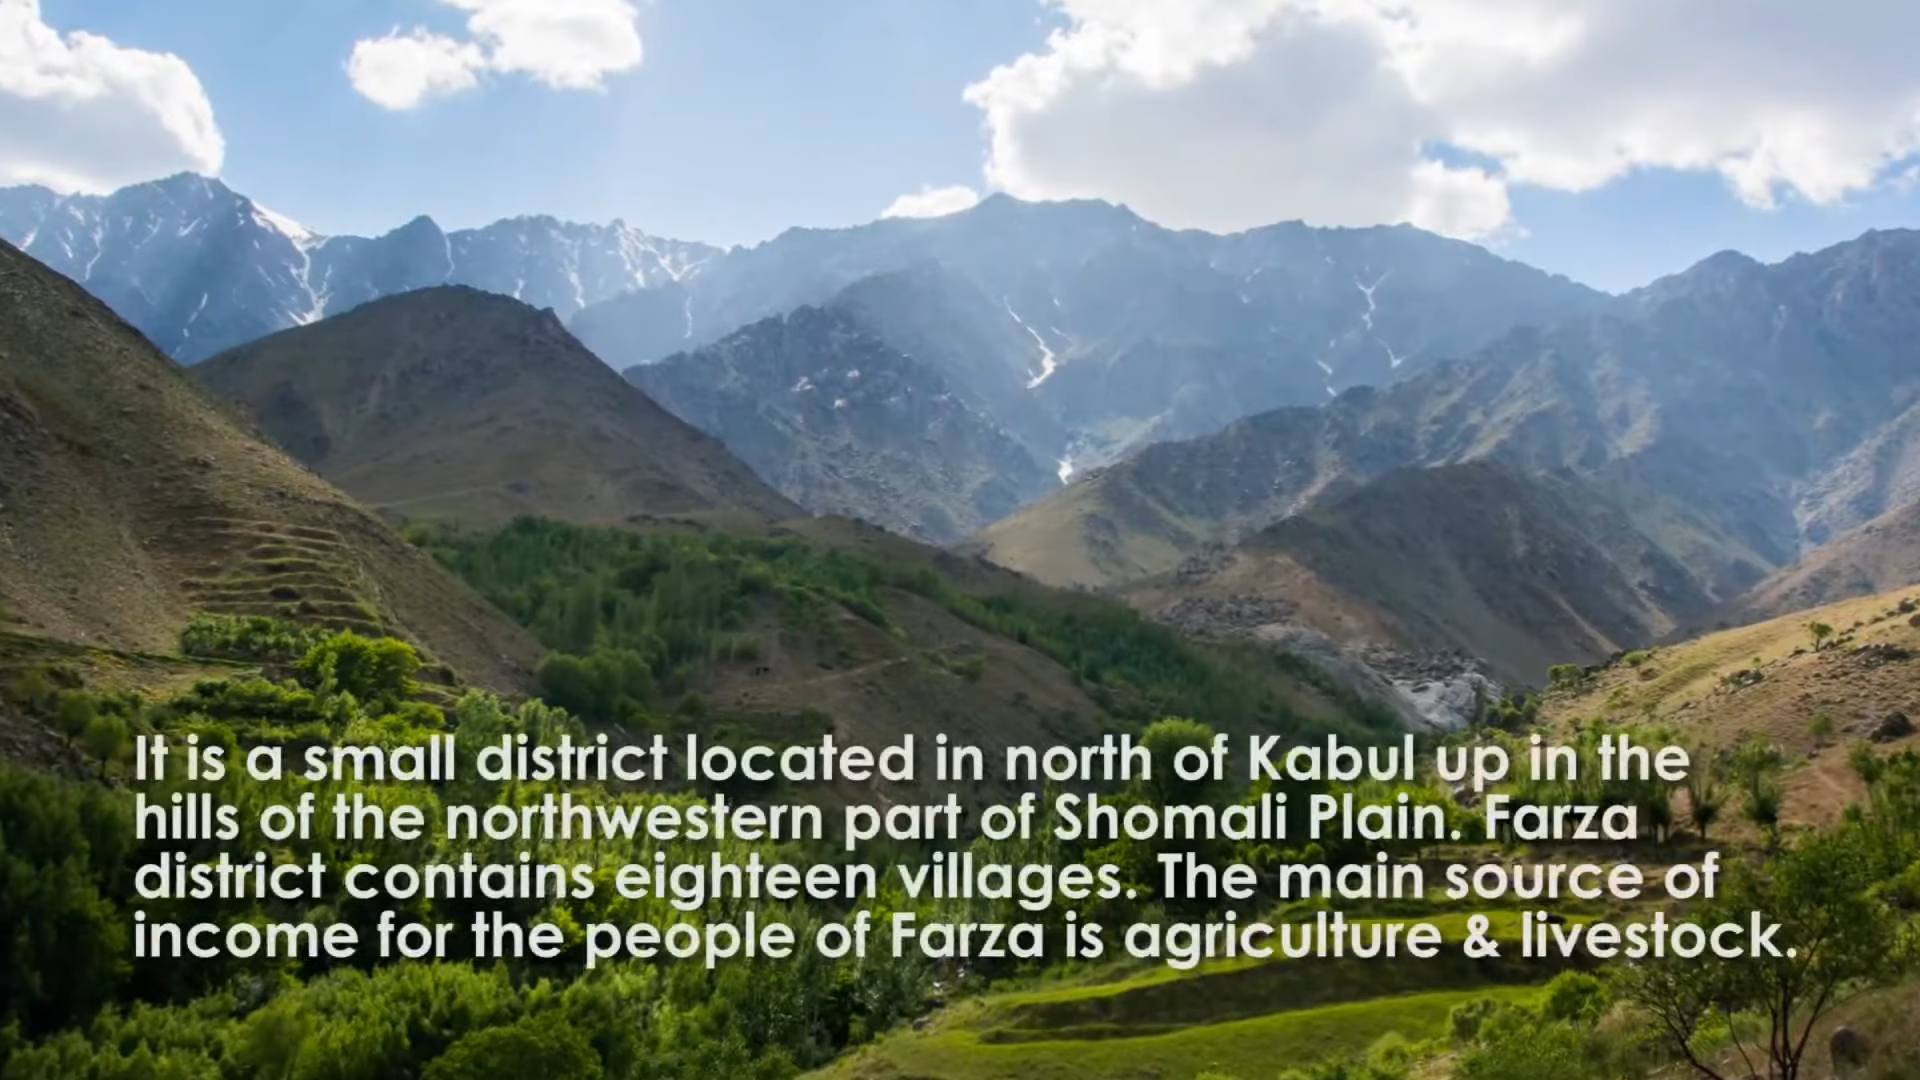 It is a small district located in north of Kabul up in the
hills of the northwestern part of Shomali Plain. Farza
district contains eighteen villages. The main source of
income for the people of Farza is agriculture & livestock.